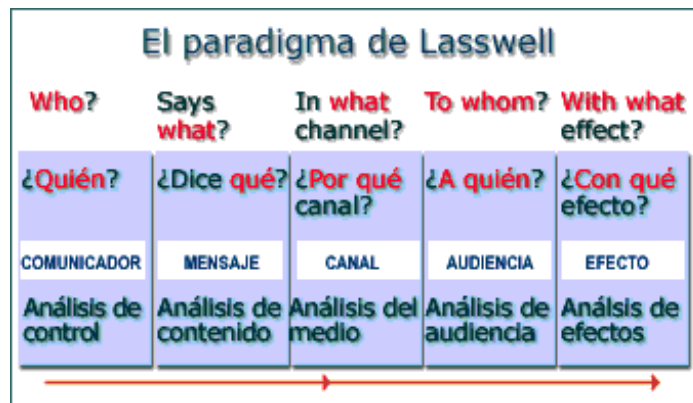 El paradigma de Lasswell
Who?
Says
what?
In what
channel?
To whom?
With what
effect?
¿Quién?
¿Dice qué?
¿Por qué
canal?
¿A quién?
¿Con qué
efecto?
COMUNICADOR
MENSAJE
CANAL
AUDIENCIA
EFECTO
Análisis de
control
Análisis de
contenido
Análisis del
medio
Análisis de
audiencia
Análsis de
efectos